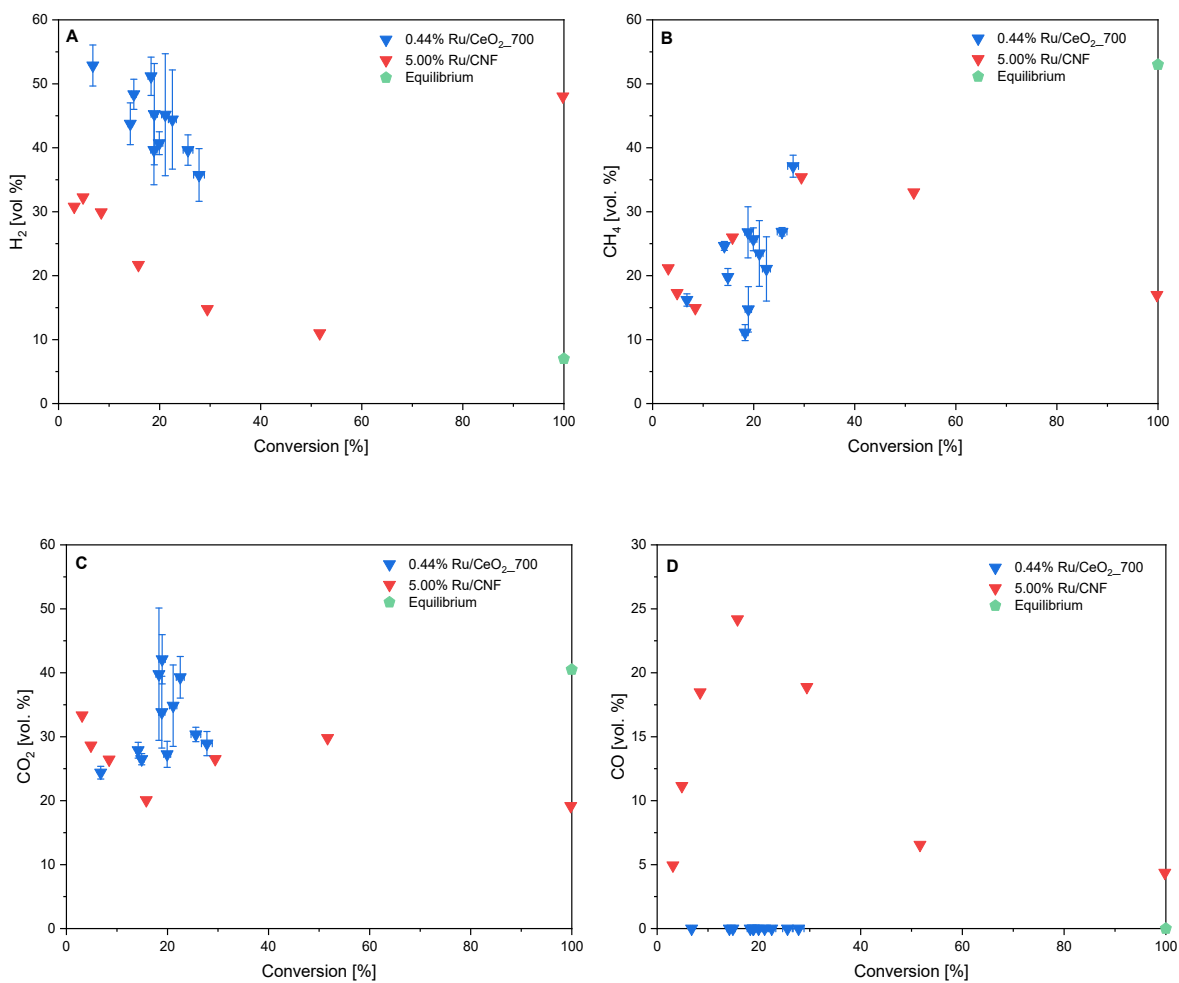 A
0.44% Ru/CeO₂_700
5.00% Ru/CNF
Equilibrium
60
50
40
30
20
10
0
H₂ [vol %]
0 20 40 60 80 100
Conversion [%]
B
0.44% Ru/CeO₂_700
5.00% Ru/CNF
Equilibrium
60
50
40
30
20
10
0
CH₄ [vol. %]
0 20 40 60 80 100
Conversion [%]
C
0.44% Ru/CeO₂_700
5.00% Ru/CNF
Equilibrium
60
50
40
30
20
10
0
CO₂ [vol. %]
0 20 40 60 80 100
Conversion [%]
D
0.44% Ru/CeO₂_700
5.00% Ru/CNF
Equilibrium
30
25
20
15
10
5
0
CO [vol. %]
0 20 40 60 80 100
Conversion [%]